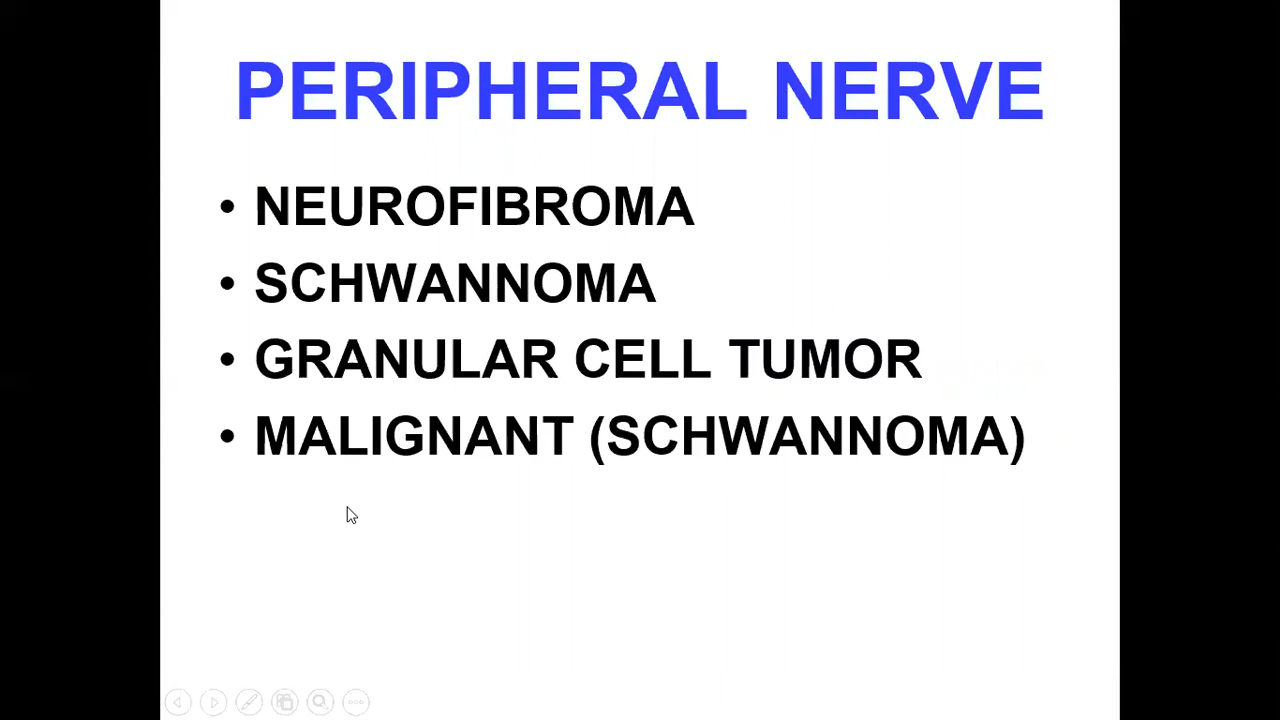 PERIPHERAL NERVE
• NEUROFIBROMA
• SCHWANNOMA
• GRANULAR CELL TUMOR
• MALIGNANT (SCHWANNOMA)